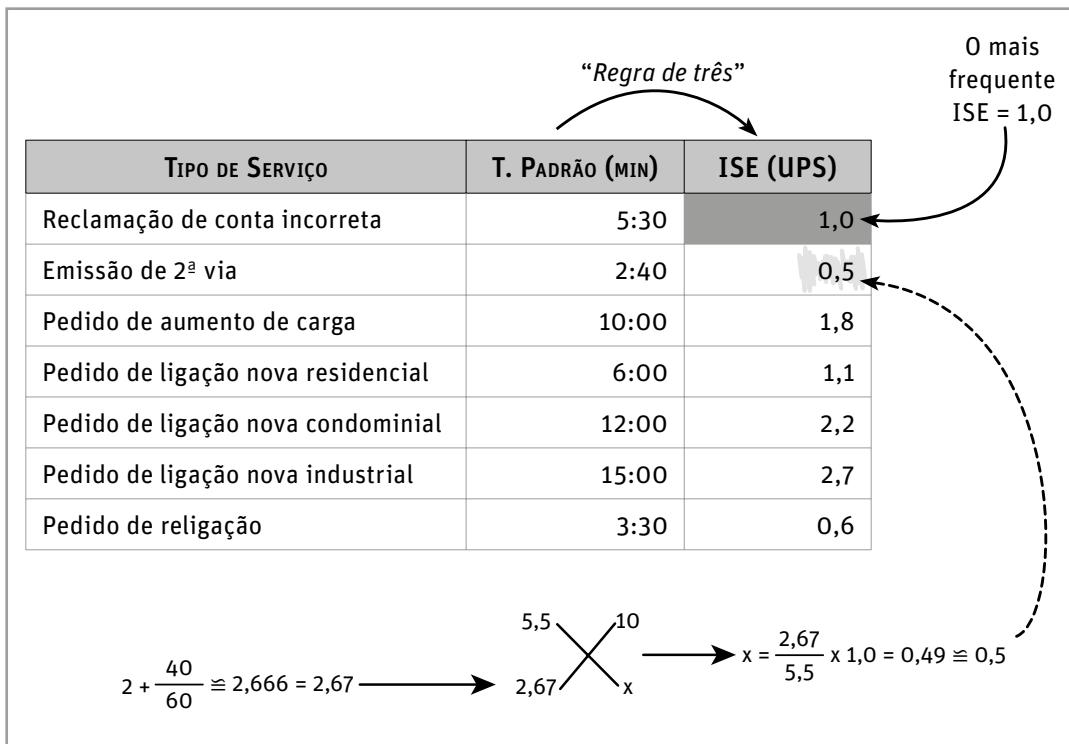 O mais
frequente
ISE = 1,0
“Regra de três”
Tipo de Serviço T. Padrão (min) ISE (UPS)
Reclamação de conta incorreta 5:30 1,0
Emissão de 2ª via 2:40 0,5
Pedido de aumento de carga 10:00 1,8
Pedido de ligação nova residencial 6:00 1,1
Pedido de ligação nova condominial 12:00 2,2
Pedido de ligação nova industrial 15:00 2,7
Pedido de religação 3:30 0,6
2 + 40/60 ≌ 2,666 = 2,67
5,5 10
2,67 x
x = 2,67/5,5 x 1,0 = 0,49 ≌ 0,5